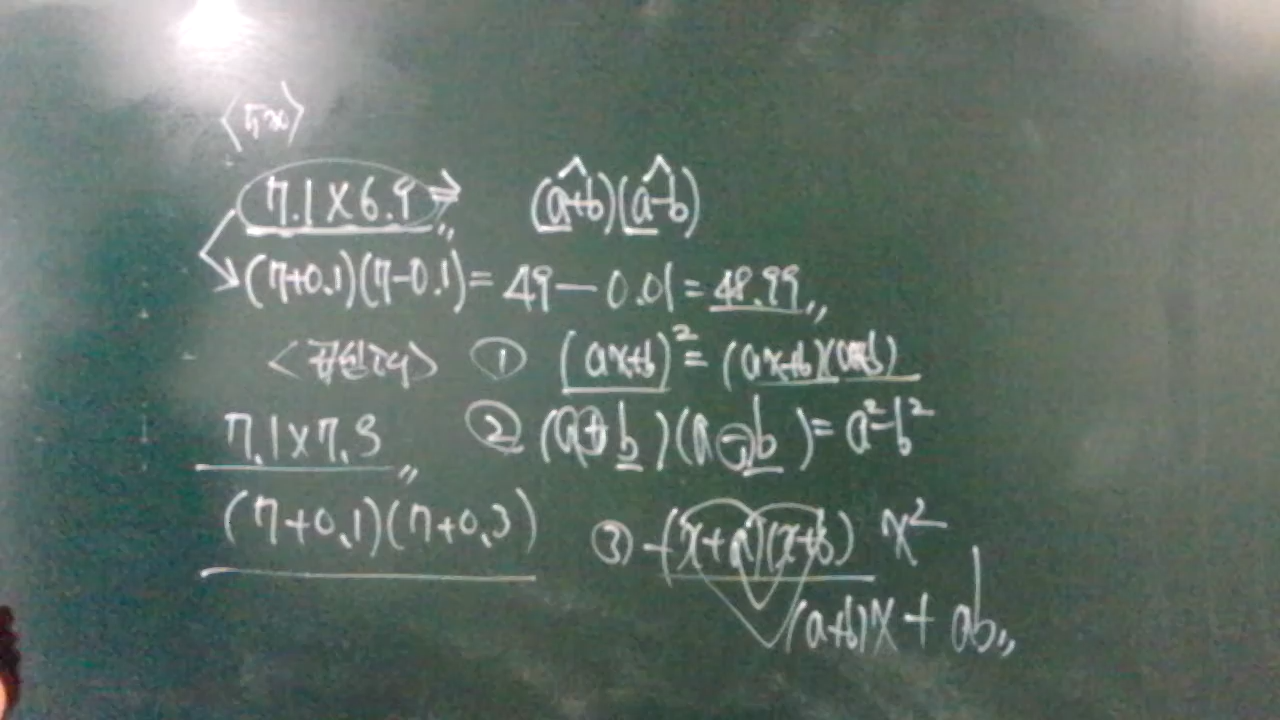 7.1×6.9 ⇒ (a+b)(a-b)
(7+0.1)(7-0.1)= 49 - 0.01 = 48.99
① (ax+b)² = (ax+b)(ax+b)
7.1×7.3 ② (a+b)(a-b)= a²-b²
(7+0.1)(7+0.3) ③ (x+a)(x+b) x²
(a+b)x + ab